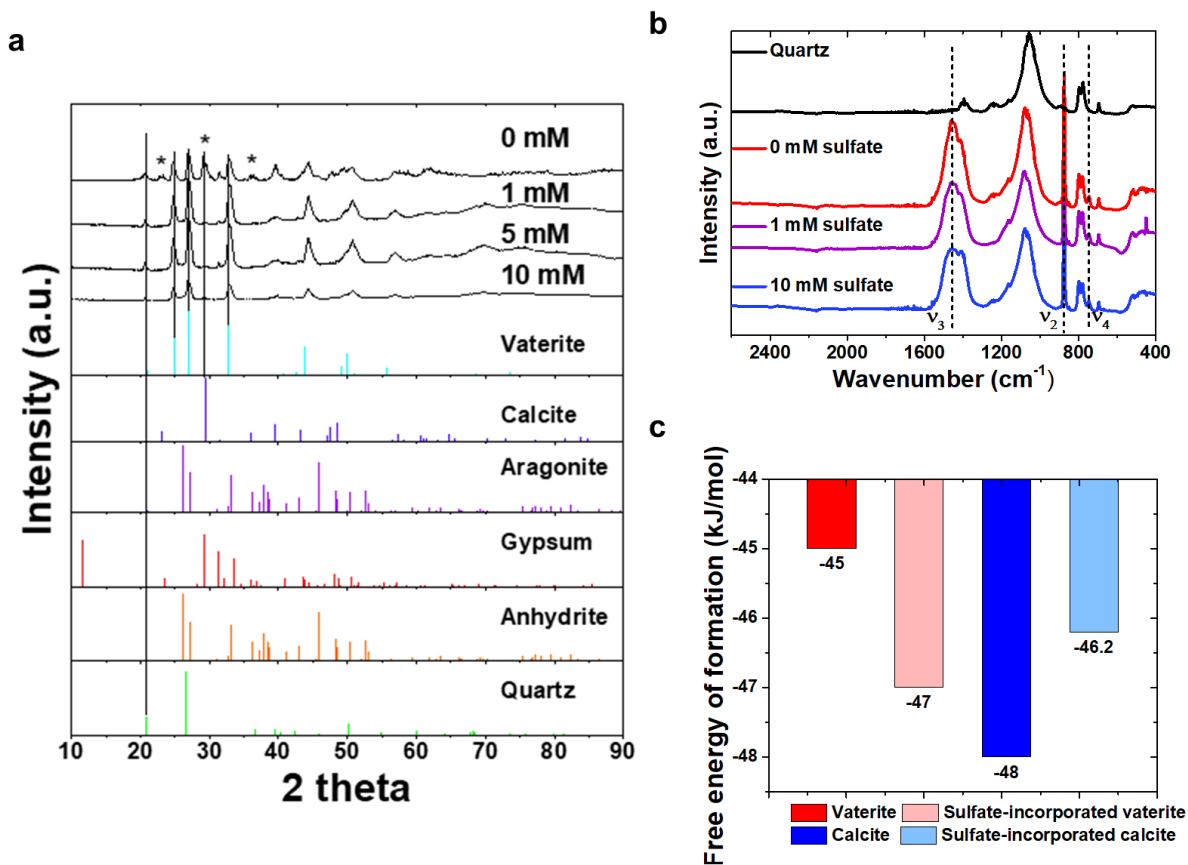 a
*
*
*
0 mM
1 mM
5 mM
10 mM
Vaterite
Calcite
Aragonite
Gypsum
Anhydrite
Quartz
Intensity (a.u.)
10 20 30 40 50 60 70 80 90
2 theta
b
Quartz
0 mM sulfate
1 mM sulfate
10 mM sulfate
ν3 ν2 ν4
Intensity (a.u.)
2400 2000 1600 1200 800 400
Wavenumber (cm-1)
c
Free energy of formation (kJ/mol)
-44
-45
-46
-47
-48
-45
-47
-48
-46.2
Vaterite Sulfate-incorporated vaterite
Calcite Sulfate-incorporated calcite